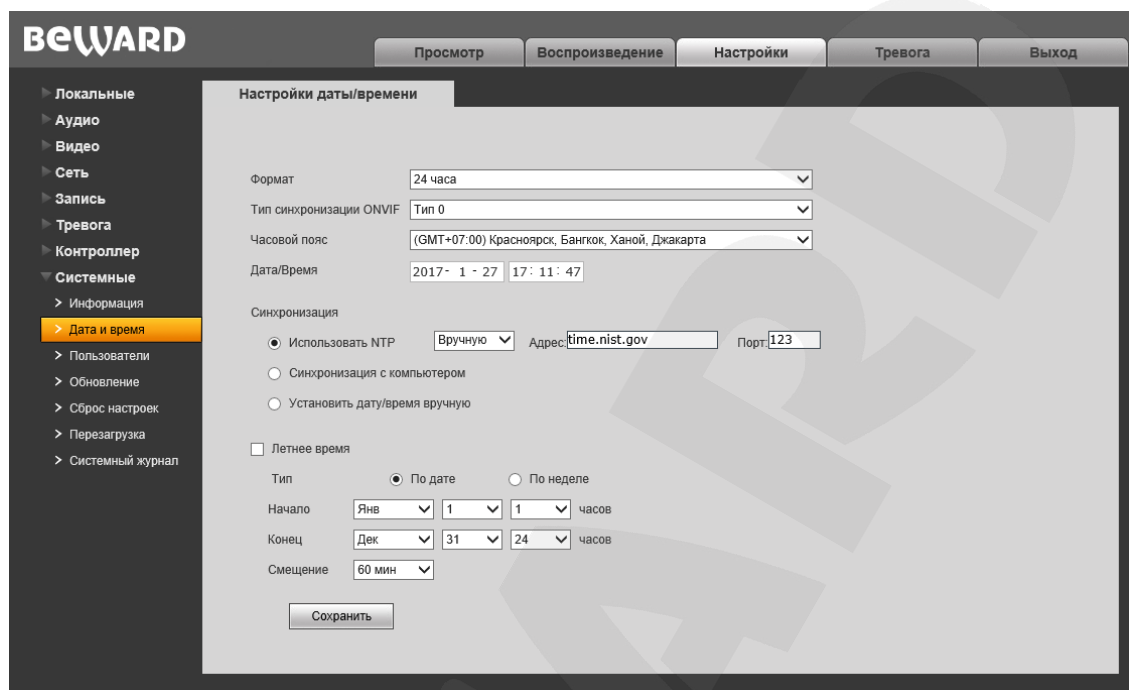 BEWARD
Просмотр Воспроизведение Настройки Тревога Выход
Локальные
Аудио
Видео
Сеть
Запись
Тревога
Контроллер
Системные
Информация
Дата и время
Пользователи
Обновление
Сброс настроек
Перезагрузка
Системный журнал
Настройки даты/времени
Формат 24 часа
Тип синхронизации ONVIF Тип 0
Часовой пояс (GMT+07:00) Красноярск, Бангкок, Ханой, Джакарта
Дата/Время 2017- 1 - 27 17: 11: 47
Синхронизация
Использовать NTP Вручную Адрес: time.nist.gov Порт: 123
Синхронизация с компьютером
Установить дату/время вручную
Летнее время
Тип По дате По неделе
Начало Янв 1 1 часов
Конец Дек 31 24 часов
Смещение 60 мин
Сохранить